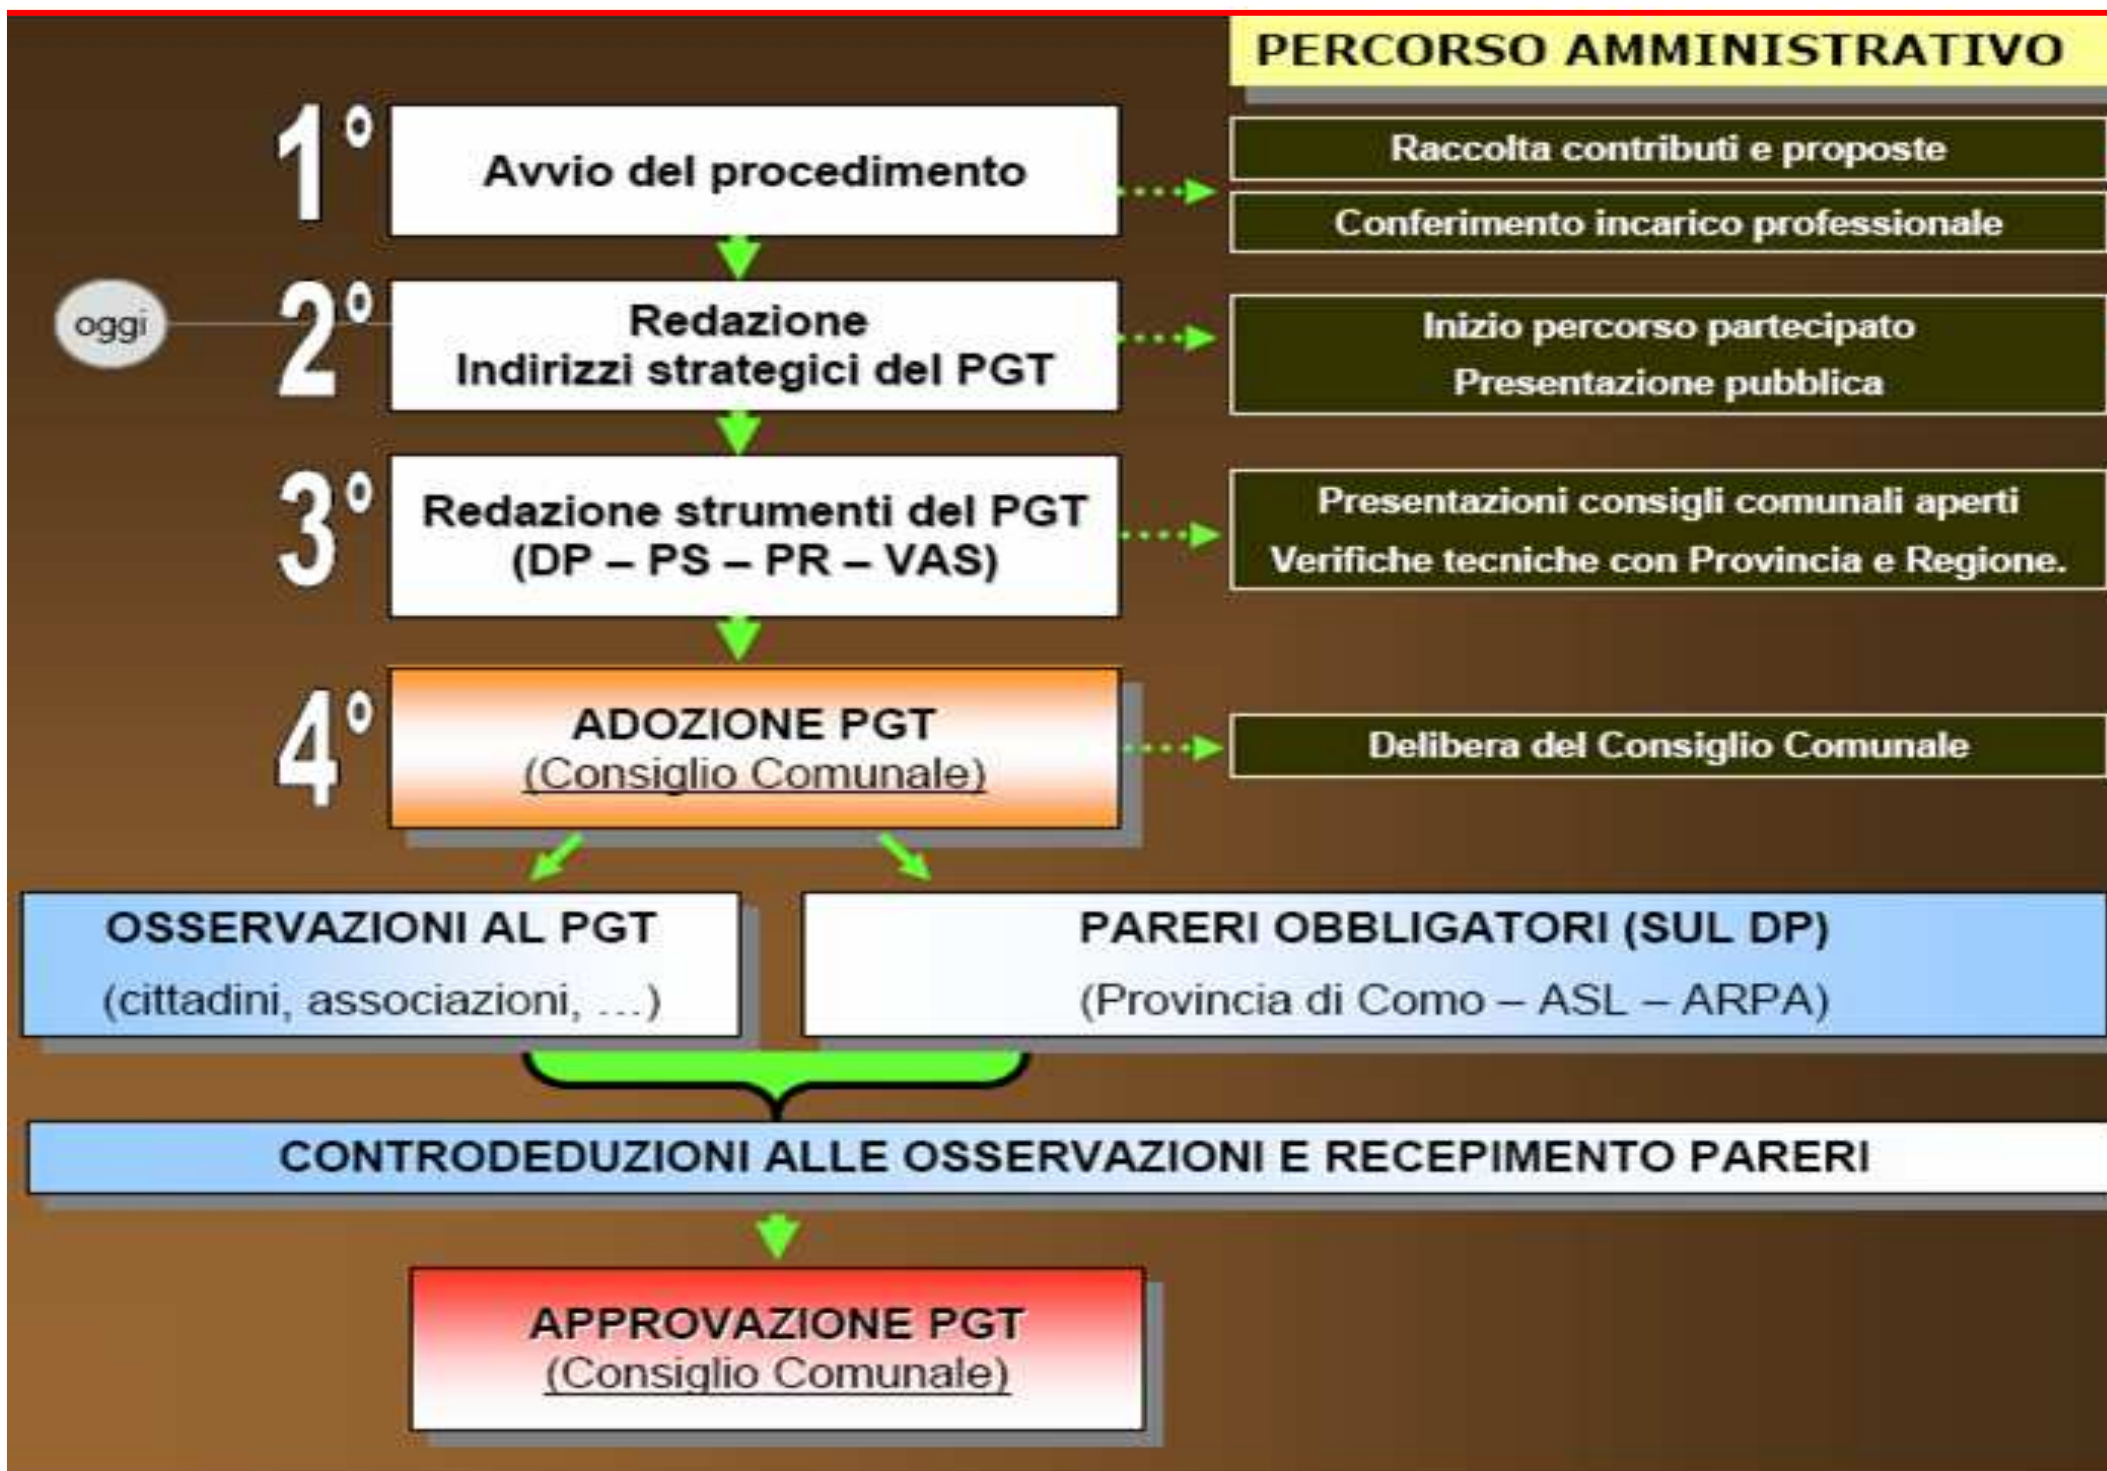 PERCORSO AMMINISTRATIVO
1°
Avvio del procedimento
Raccolta contributi e proposte
Conferimento incarico professionale
oggi
2°
Redazione
Indirizzi strategici del PGT
Inizio percorso partecipato
Presentazione pubblica
3°
Redazione strumenti del PGT
(DP – PS – PR – VAS)
Presentazioni consigli comunali aperti
Verifiche tecniche con Provincia e Regione.
4°
ADOZIONE PGT
(Consiglio Comunale)
Delibera del Consiglio Comunale
OSSERVAZIONI AL PGT
(cittadini, associazioni, …)
PARERI OBBLIGATORI (SUL DP)
(Provincia di Como – ASL – ARPA)
CONTRODEDUZIONI ALLE OSSERVAZIONI E RECEPIMENTO PARERI
APPROVAZIONE PGT
(Consiglio Comunale)